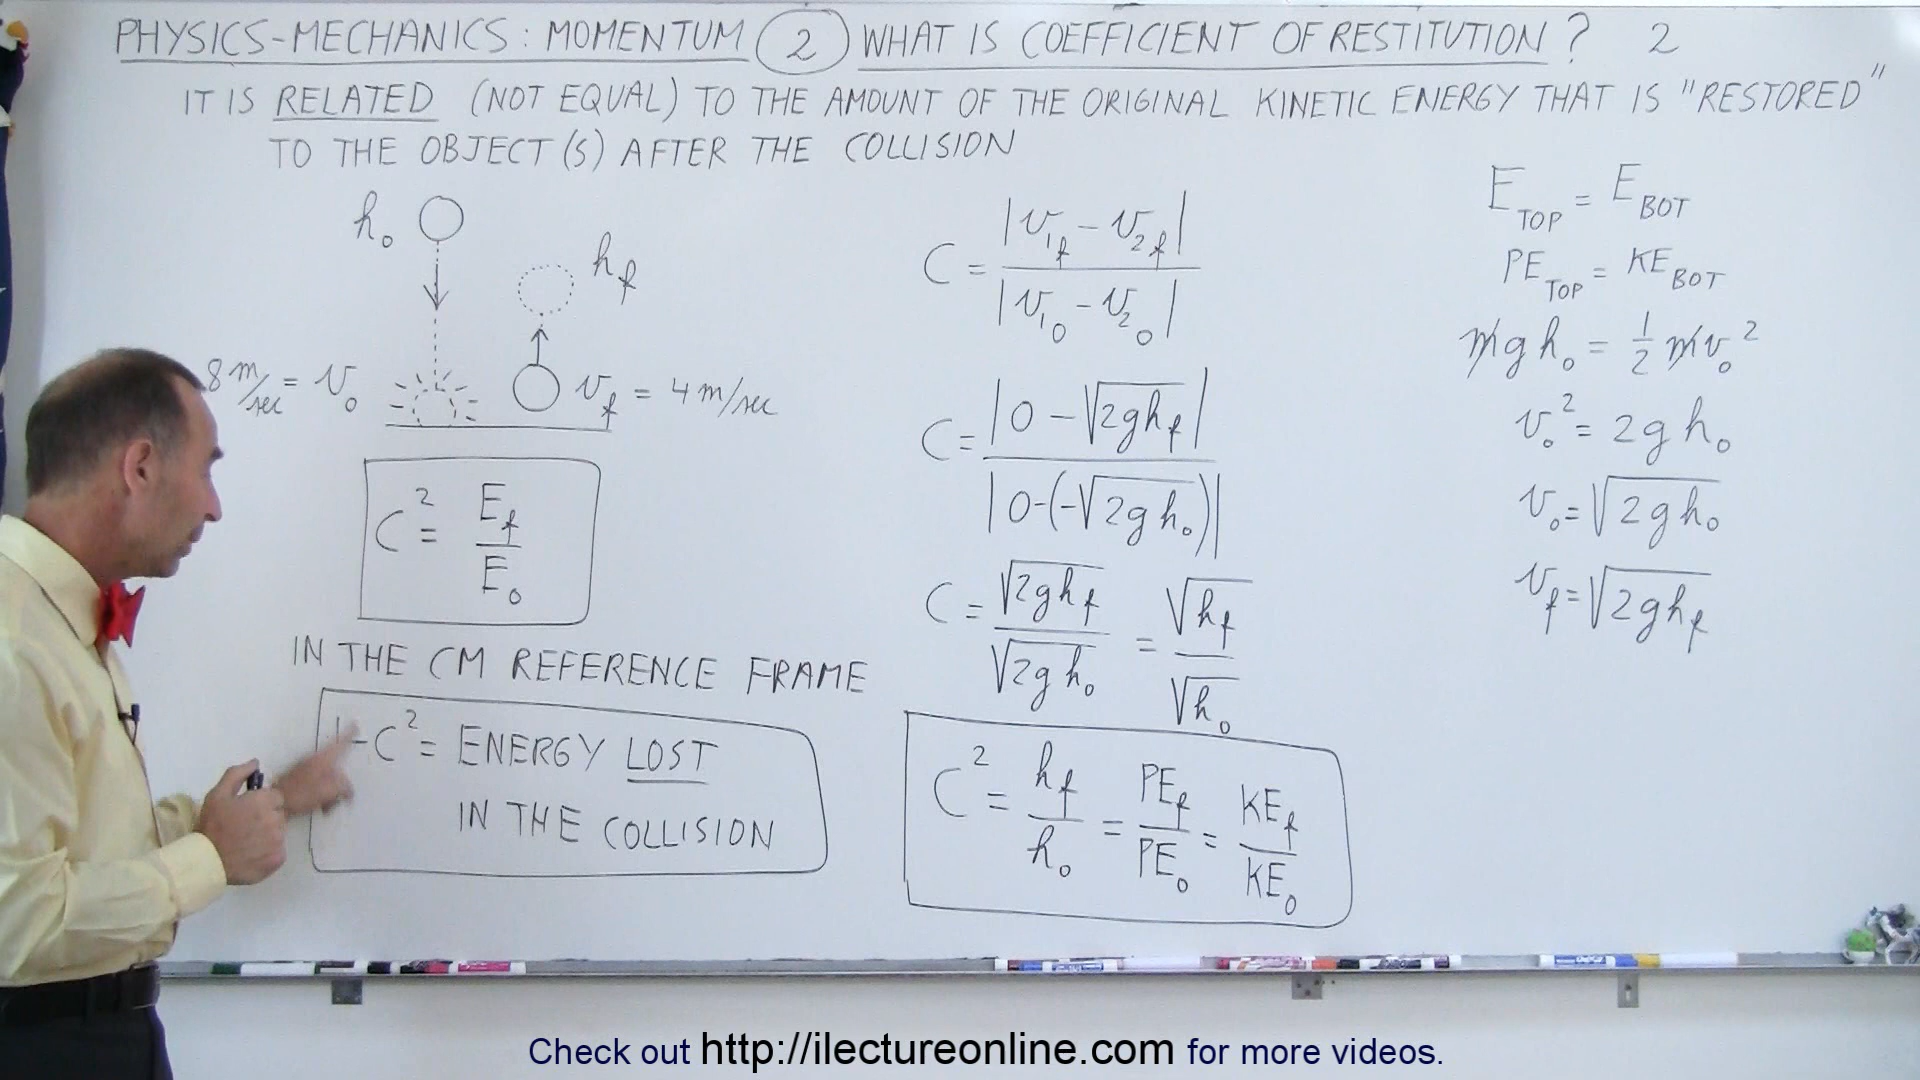 PHYSICS-MECHANICS: MOMENTUM (2) WHAT IS COEFFICIENT OF RESTITUTION? 2
IT IS RELATED (NOT EQUAL) TO THE AMOUNT OF THE ORIGINAL KINETIC ENERGY THAT IS "RESTORED"
TO THE OBJECT(S) AFTER THE COLLISION
h₀
h_f
8 m/sec = v₀
v_f = 4 m/sec
C² = E_f / E₀
IN THE CM REFERENCE FRAME
1-C² = ENERGY LOST
IN THE COLLISION
C = |v₁f - v₂f| / |v₁₀ - v₂₀|
C = |0 - √2gh_f| / |0-(-√2gh₀)|
C = √2gh_f / √2gh₀ = √h_f / √h₀
C² = h_f / h₀ = PE_f / PE₀ = KE_f / KE₀
E_TOP = E_BOT
PE_TOP = KE_BOT
mgh₀ = 1/2 mv₀²
v₀² = 2gh₀
v₀ = √2gh₀
v_f = √2gh_f
Check out http://ilectureonline.com for more videos.